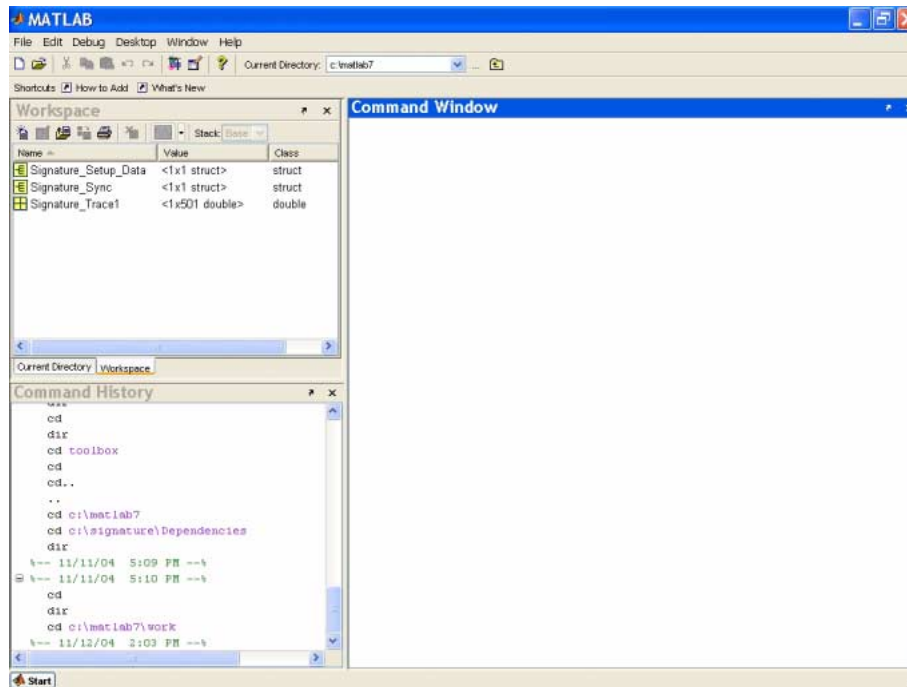 MATLAB
File Edit Debug Desktop Window Help
Current Directory: c:\matlab7 ...
Shortcuts How to Add What's New
Workspace
Stack: Base
Name Value Class
Signature_Setup_Data <1x1 struct> struct
Signature_Sync <1x1 struct> struct
Signature_Trace1 <1x501 double> double
Current Directory Workspace
Command History
dir
cd
dir
cd toolbox
cd
cd..
..
cd c:\matlab7
cd c:\signature\Dependencies
dir
%-- 11/11/04 5:09 PM --%
%-- 11/11/04 5:10 PM --%
cd
dir
cd c:\matlab7\work
%-- 11/12/04 2:03 PM --%
Start
Command Window